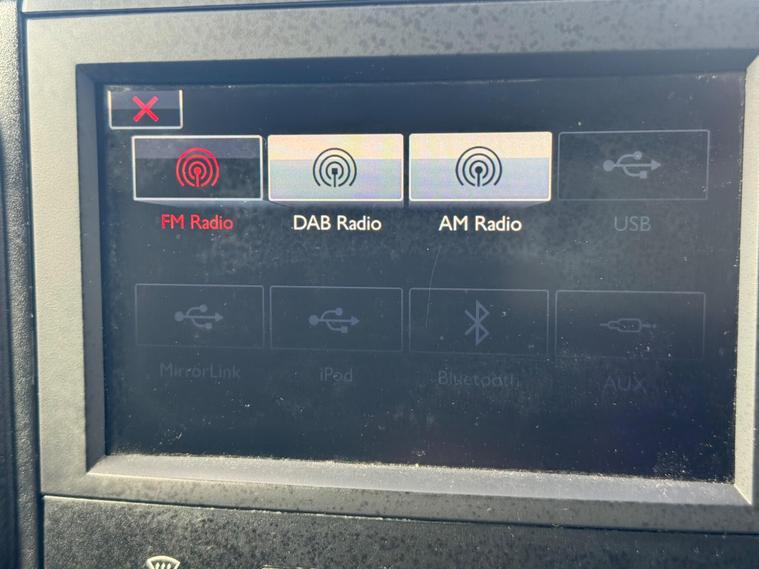 FM Radio
DAB Radio
AM Radio
USB
MirrorLink
iPod
Bluetooth
AUX